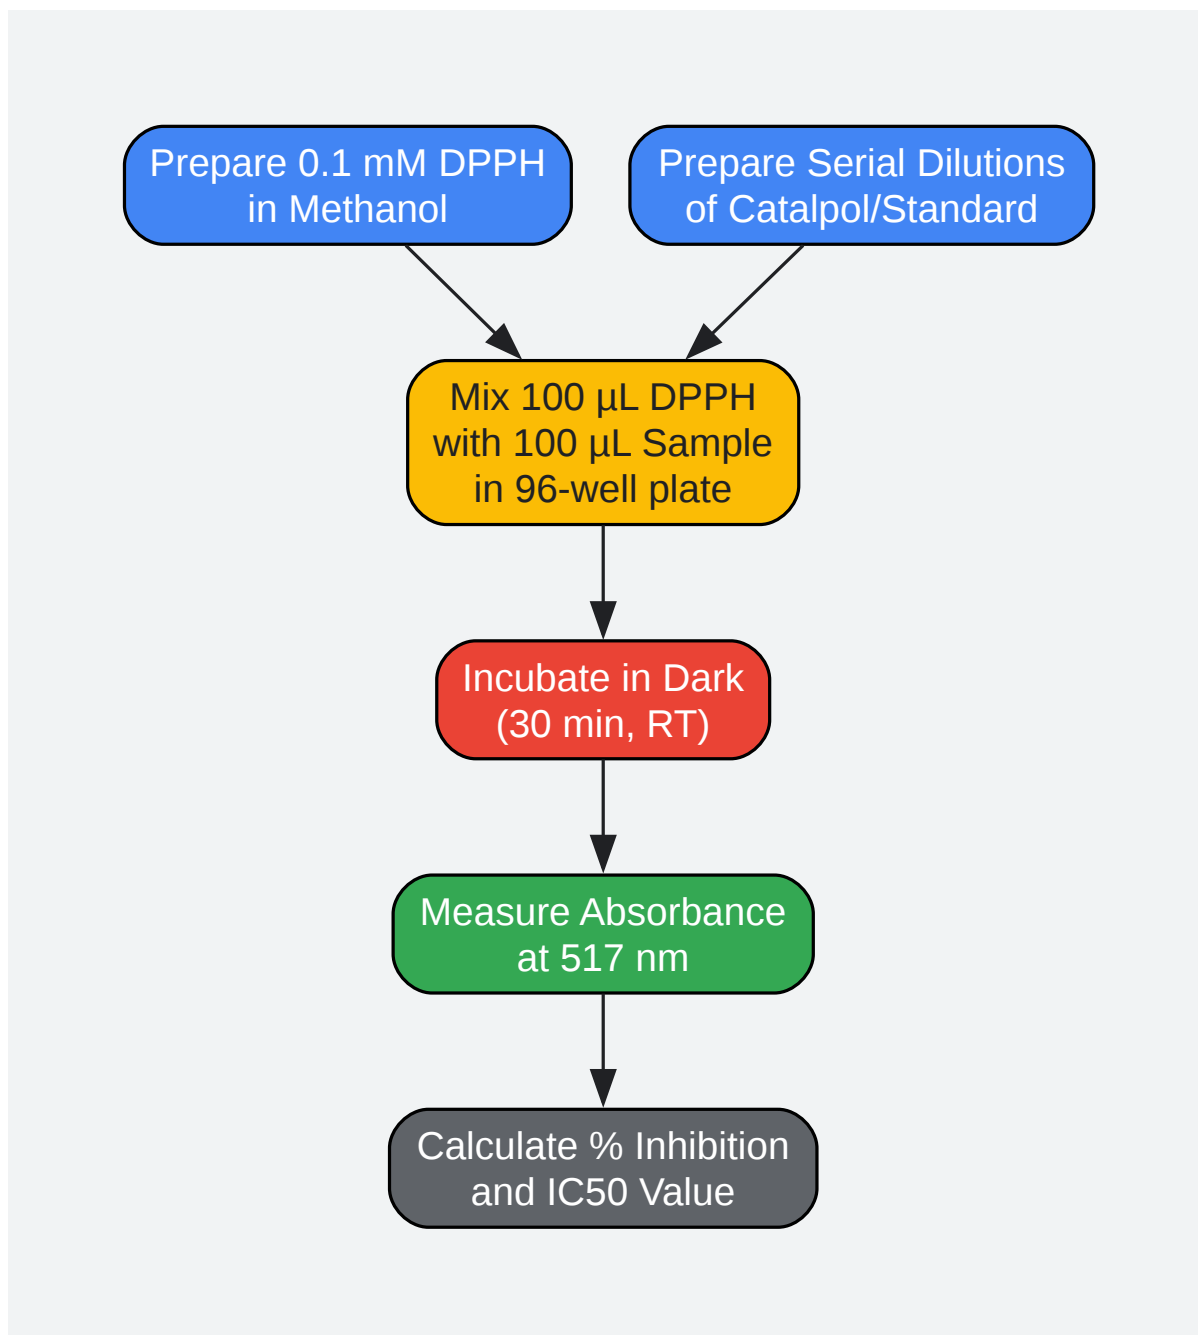 Prepare 0.1 mM DPPH
in Methanol
Prepare Serial Dilutions
of Catalpol/Standard
Mix 100 µL DPPH
with 100 µL Sample
in 96-well plate
Incubate in Dark
(30 min, RT)
Measure Absorbance
at 517 nm
Calculate % Inhibition
and IC50 Value